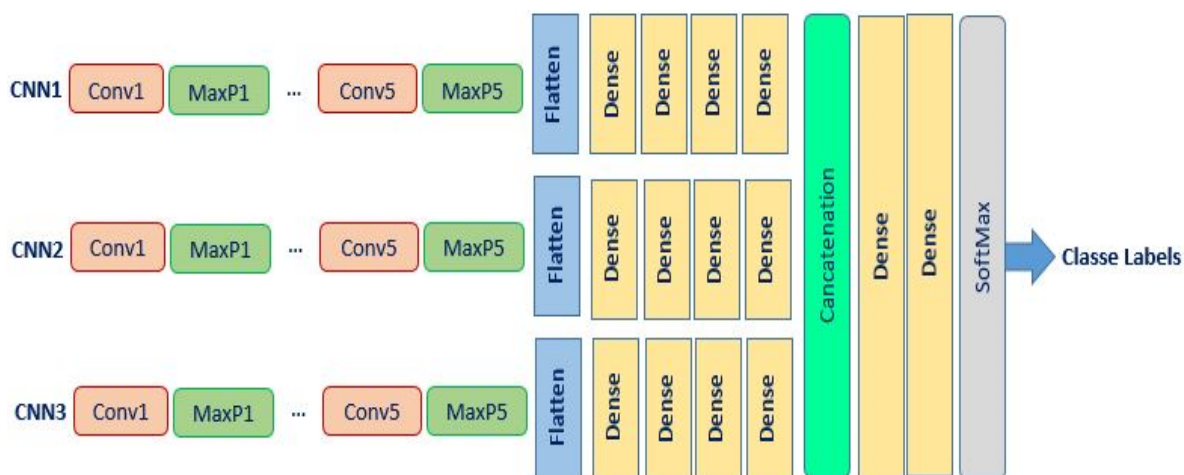 CNN1 Conv1 MaxP1 ... Conv5 MaxP5 Flatten Dense Dense Dense Dense
CNN2 Conv1 MaxP1 ... Conv5 MaxP5 Flatten Dense Dense Dense Dense
CNN3 Conv1 MaxP1 ... Conv5 MaxP5 Flatten Dense Dense Dense Dense
Cancatenation
Dense
Dense
SoftMax
Classe Labels